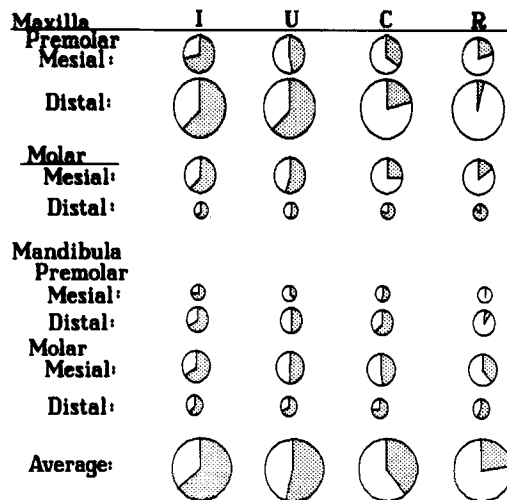 Maxilla I U C R
Premolar
Mesial:
Distal:
Molar
Mesial:
Distal:
Mandibula
Premolar
Mesial:
Distal:
Molar
Mesial:
Distal:
Average: